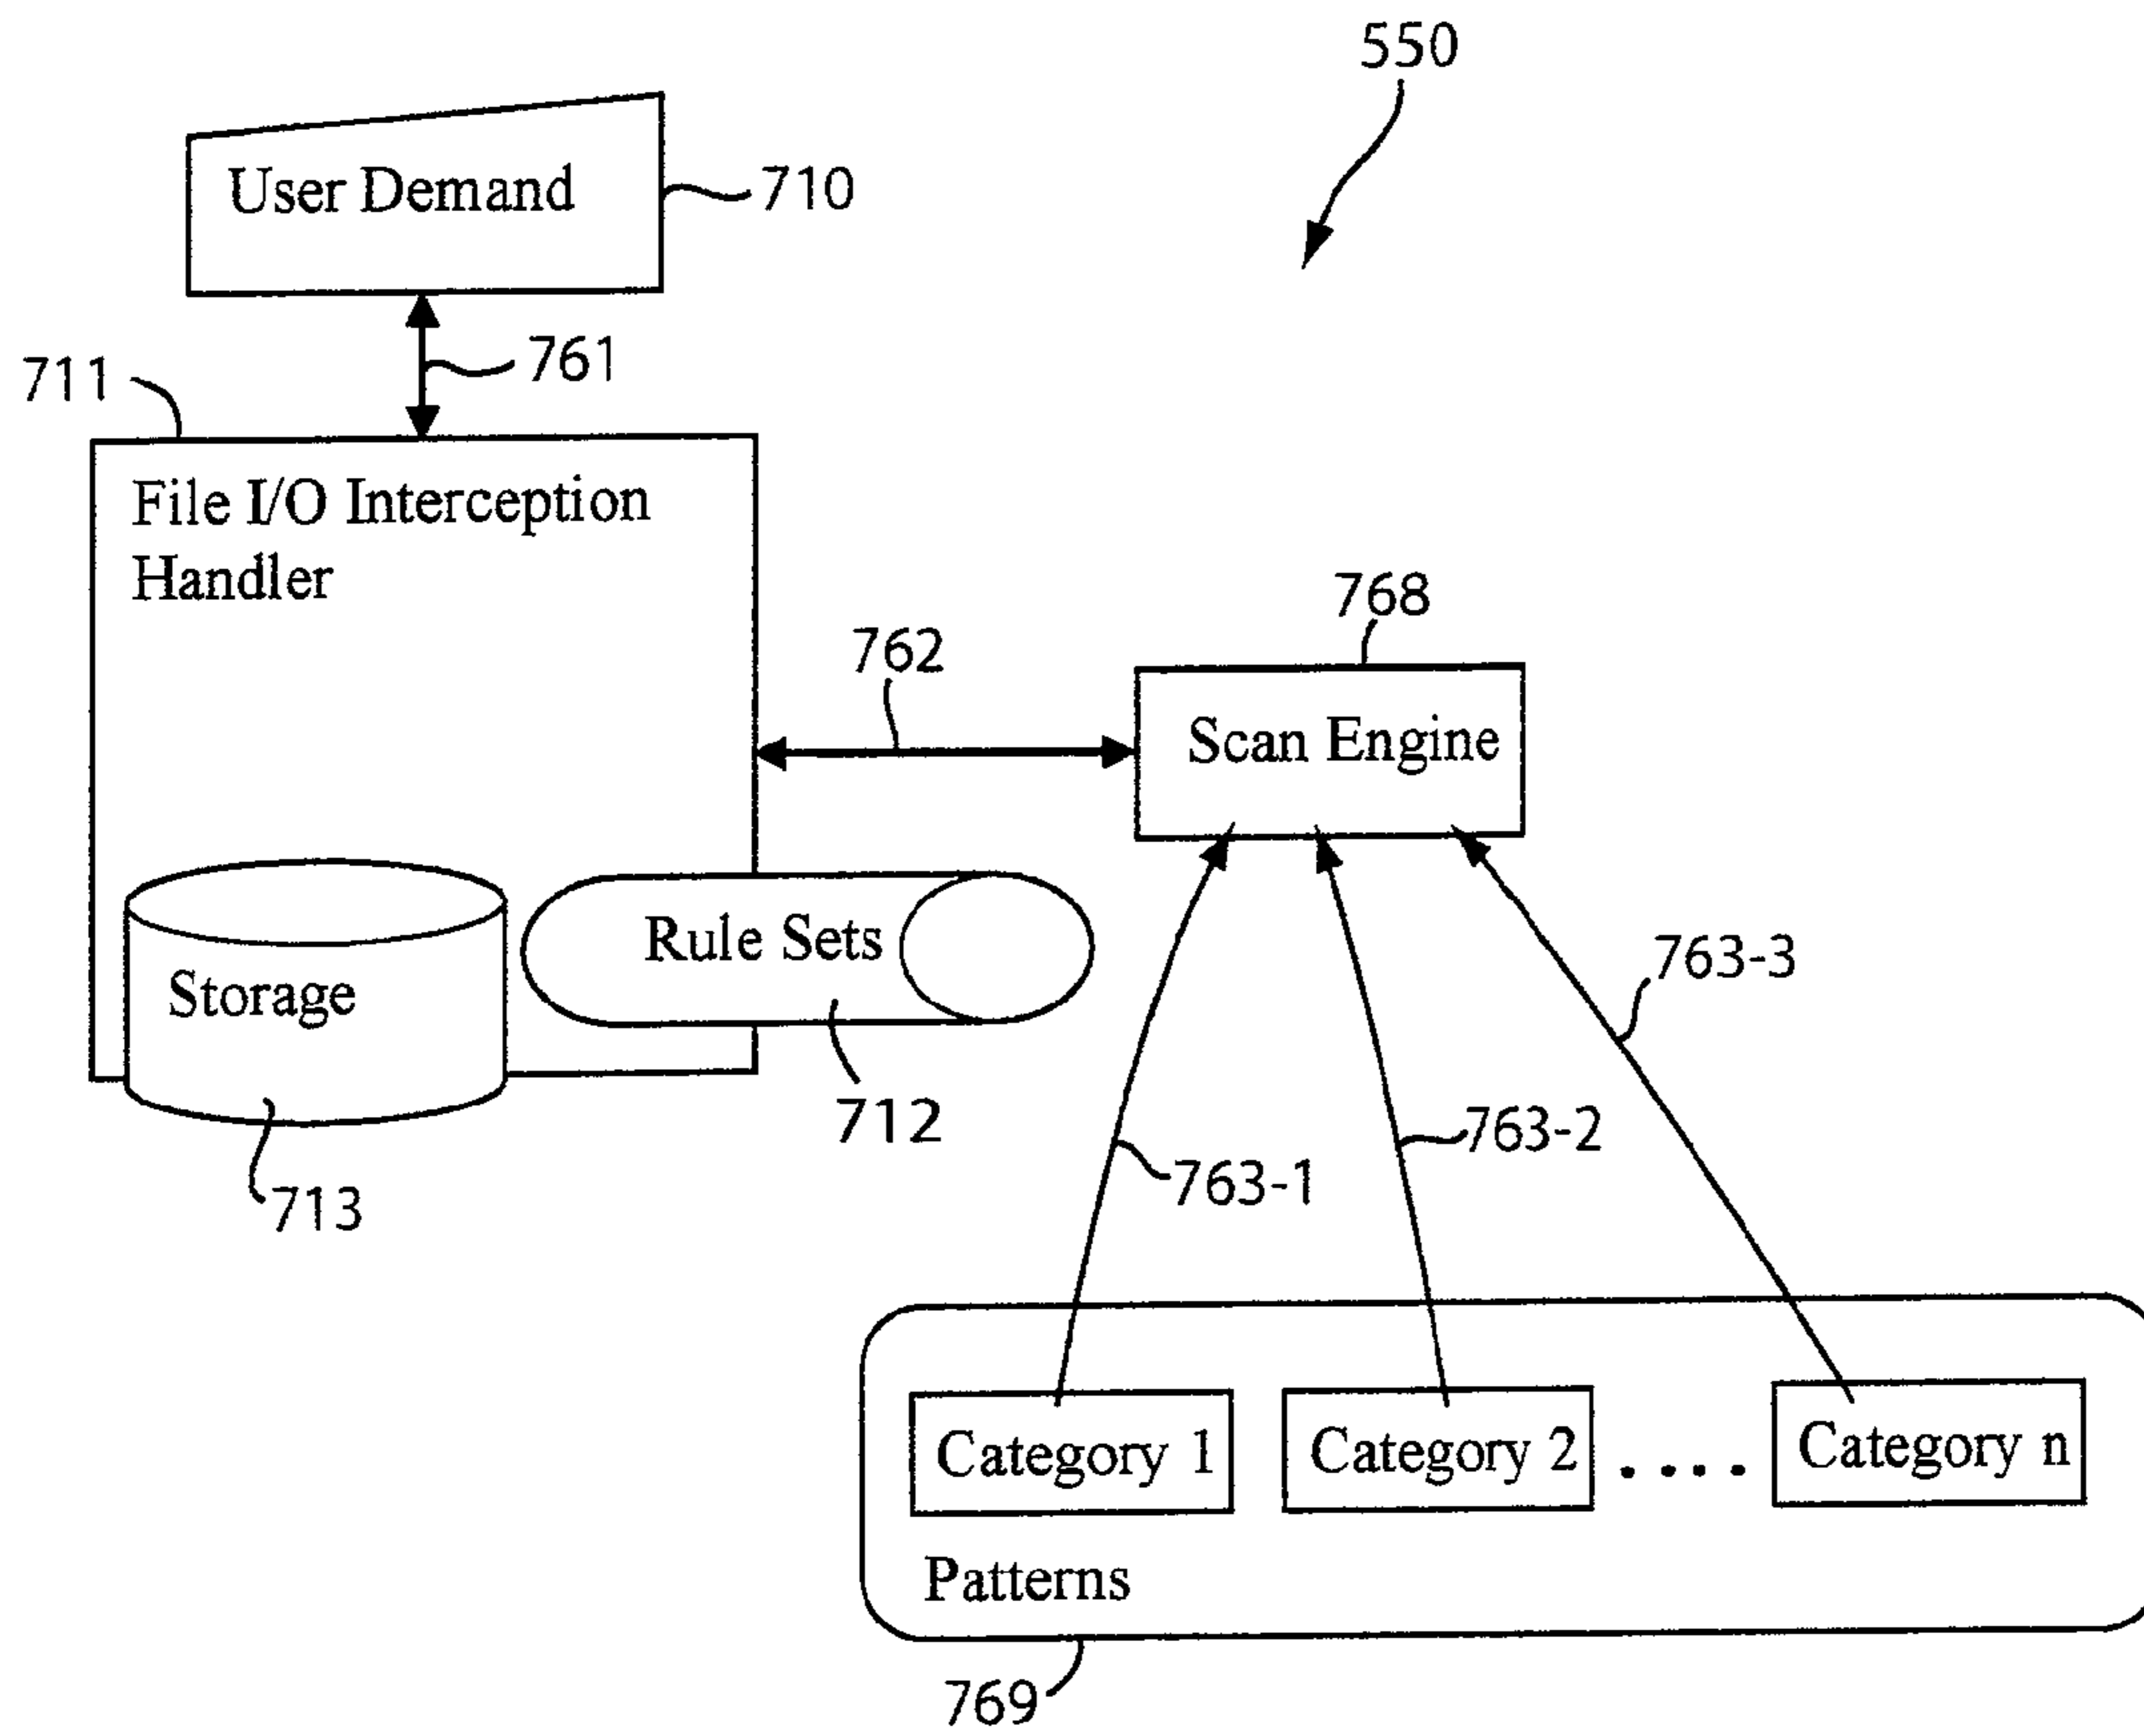 550
User Demand
710
761
711
File I/O Interception
Handler
768
762
Scan Engine
Rule Sets
763-3
Storage
712
763-2
763-1
713
Category 1
Category 2
....
Category n
Patterns
769